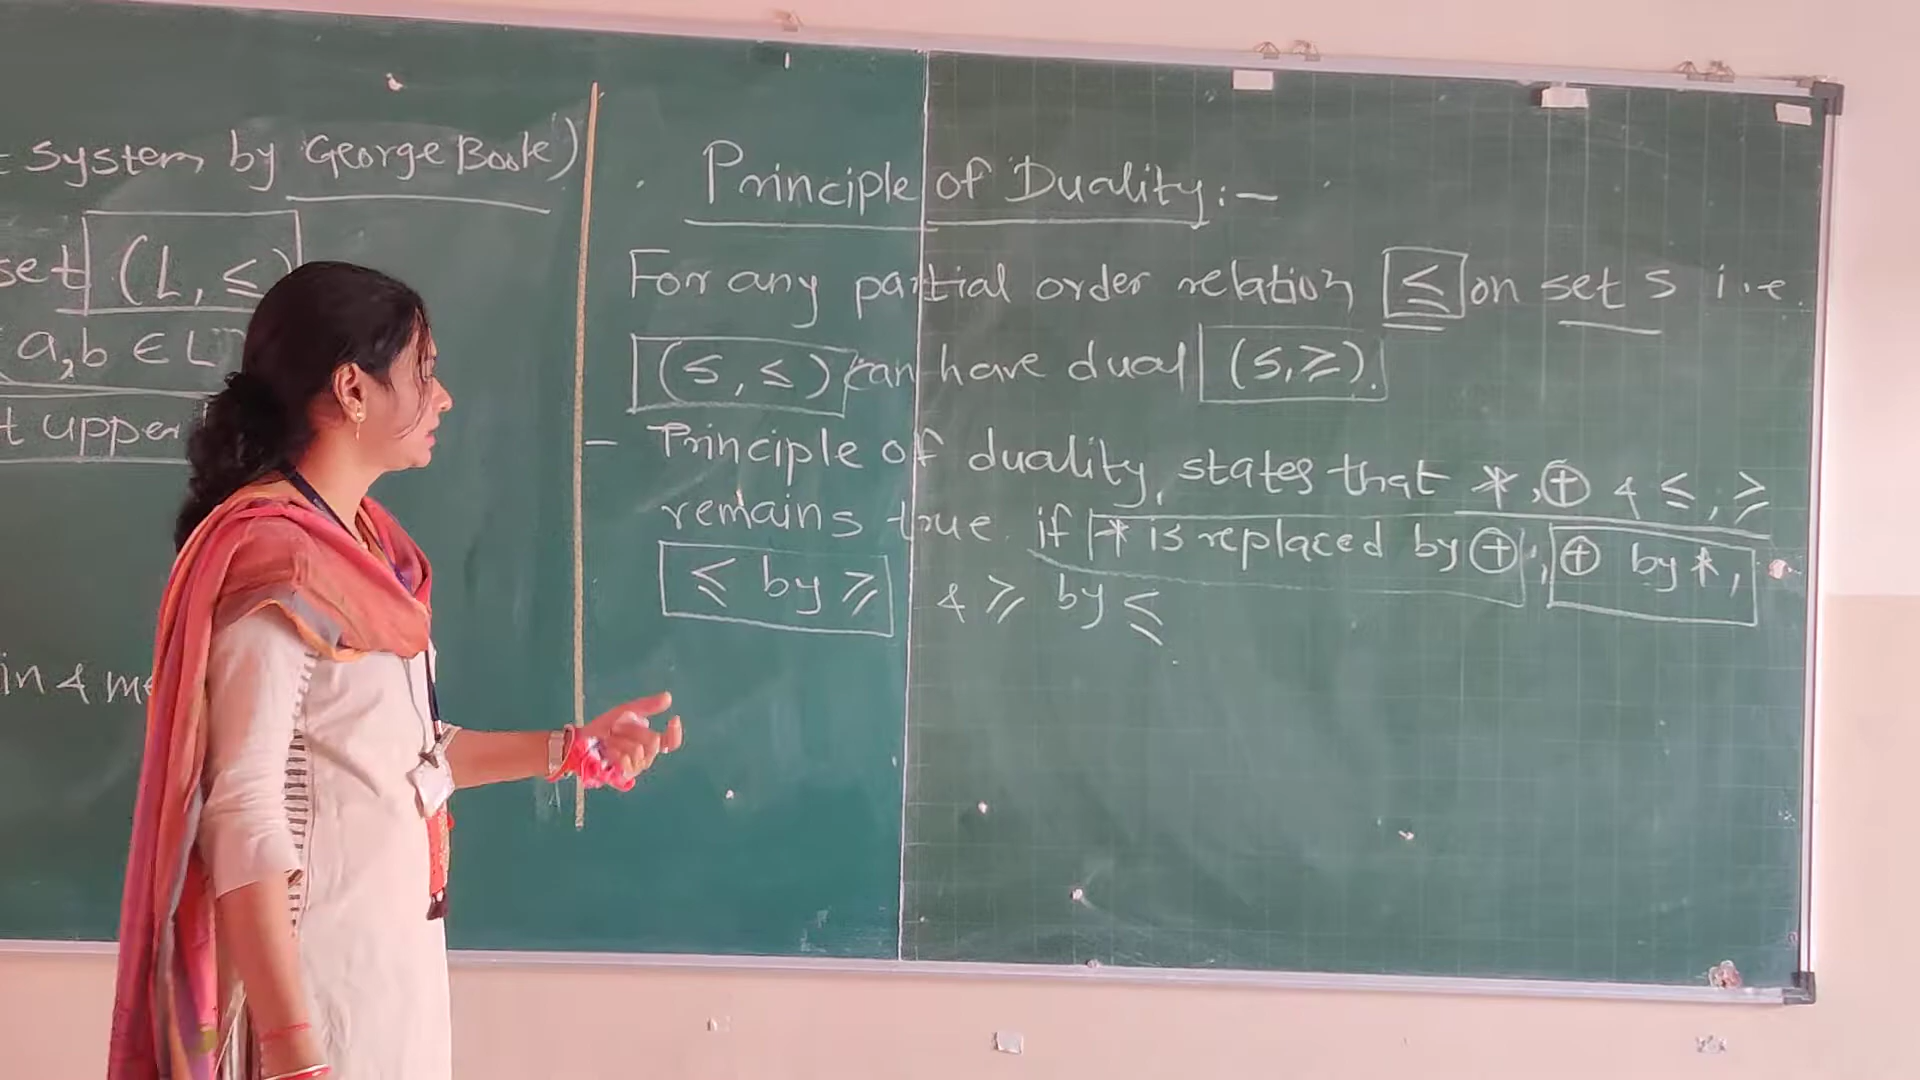 System by George Boole)
set (L, ≤)
a,b ∈ L
t upper
in & me
Principle of Duality:-
For any partial order relation ≤ on set S i.e.
(S, ≤) can have dual (S, ≥).
- Principle of duality, states that *, ⊕ & ≤, ≥
remains true if * is replaced by ⊕, ⊕ by *,
≤ by ≥ & ≥ by ≤